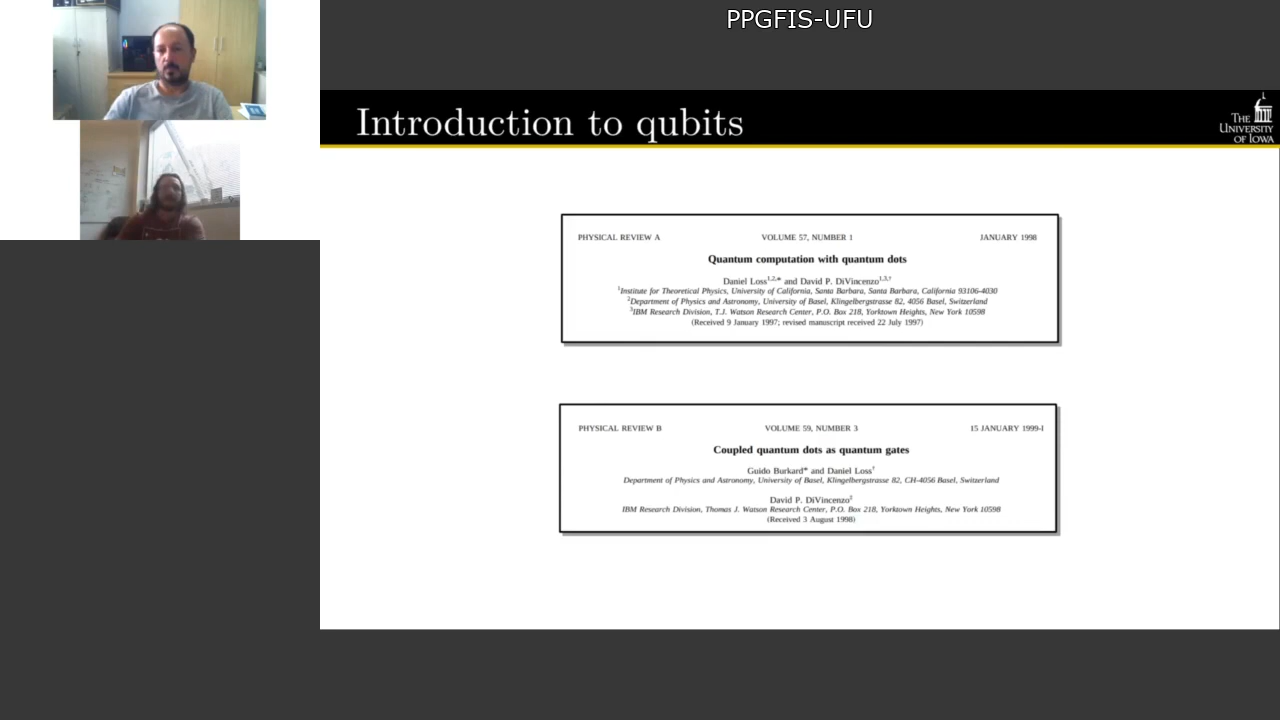 PPGFIS-UFU
Introduction to qubits
THE
UNIVERSITY
OF IOWA
PHYSICAL REVIEW A VOLUME 57, NUMBER 1 JANUARY 1998
Quantum computation with quantum dots
Daniel Loss1,2,* and David P. DiVincenzo1,3,†
1Institute for Theoretical Physics, University of California, Santa Barbara, Santa Barbara, California 93106-4030
2Department of Physics and Astronomy, University of Basel, Klingelbergstrasse 82, 4056 Basel, Switzerland
3IBM Research Division, T.J. Watson Research Center, P.O. Box 218, Yorktown Heights, New York 10598
(Received 9 January 1997; revised manuscript received 22 July 1997)
PHYSICAL REVIEW B VOLUME 59, NUMBER 3 15 JANUARY 1999-I
Coupled quantum dots as quantum gates
Guido Burkard* and Daniel Loss†
Department of Physics and Astronomy, University of Basel, Klingelbergstrasse 82, CH-4056 Basel, Switzerland
David P. DiVincenzo‡
IBM Research Division, Thomas J. Watson Research Center, P.O. Box 218, Yorktown Heights, New York 10598
(Received 3 August 1998)